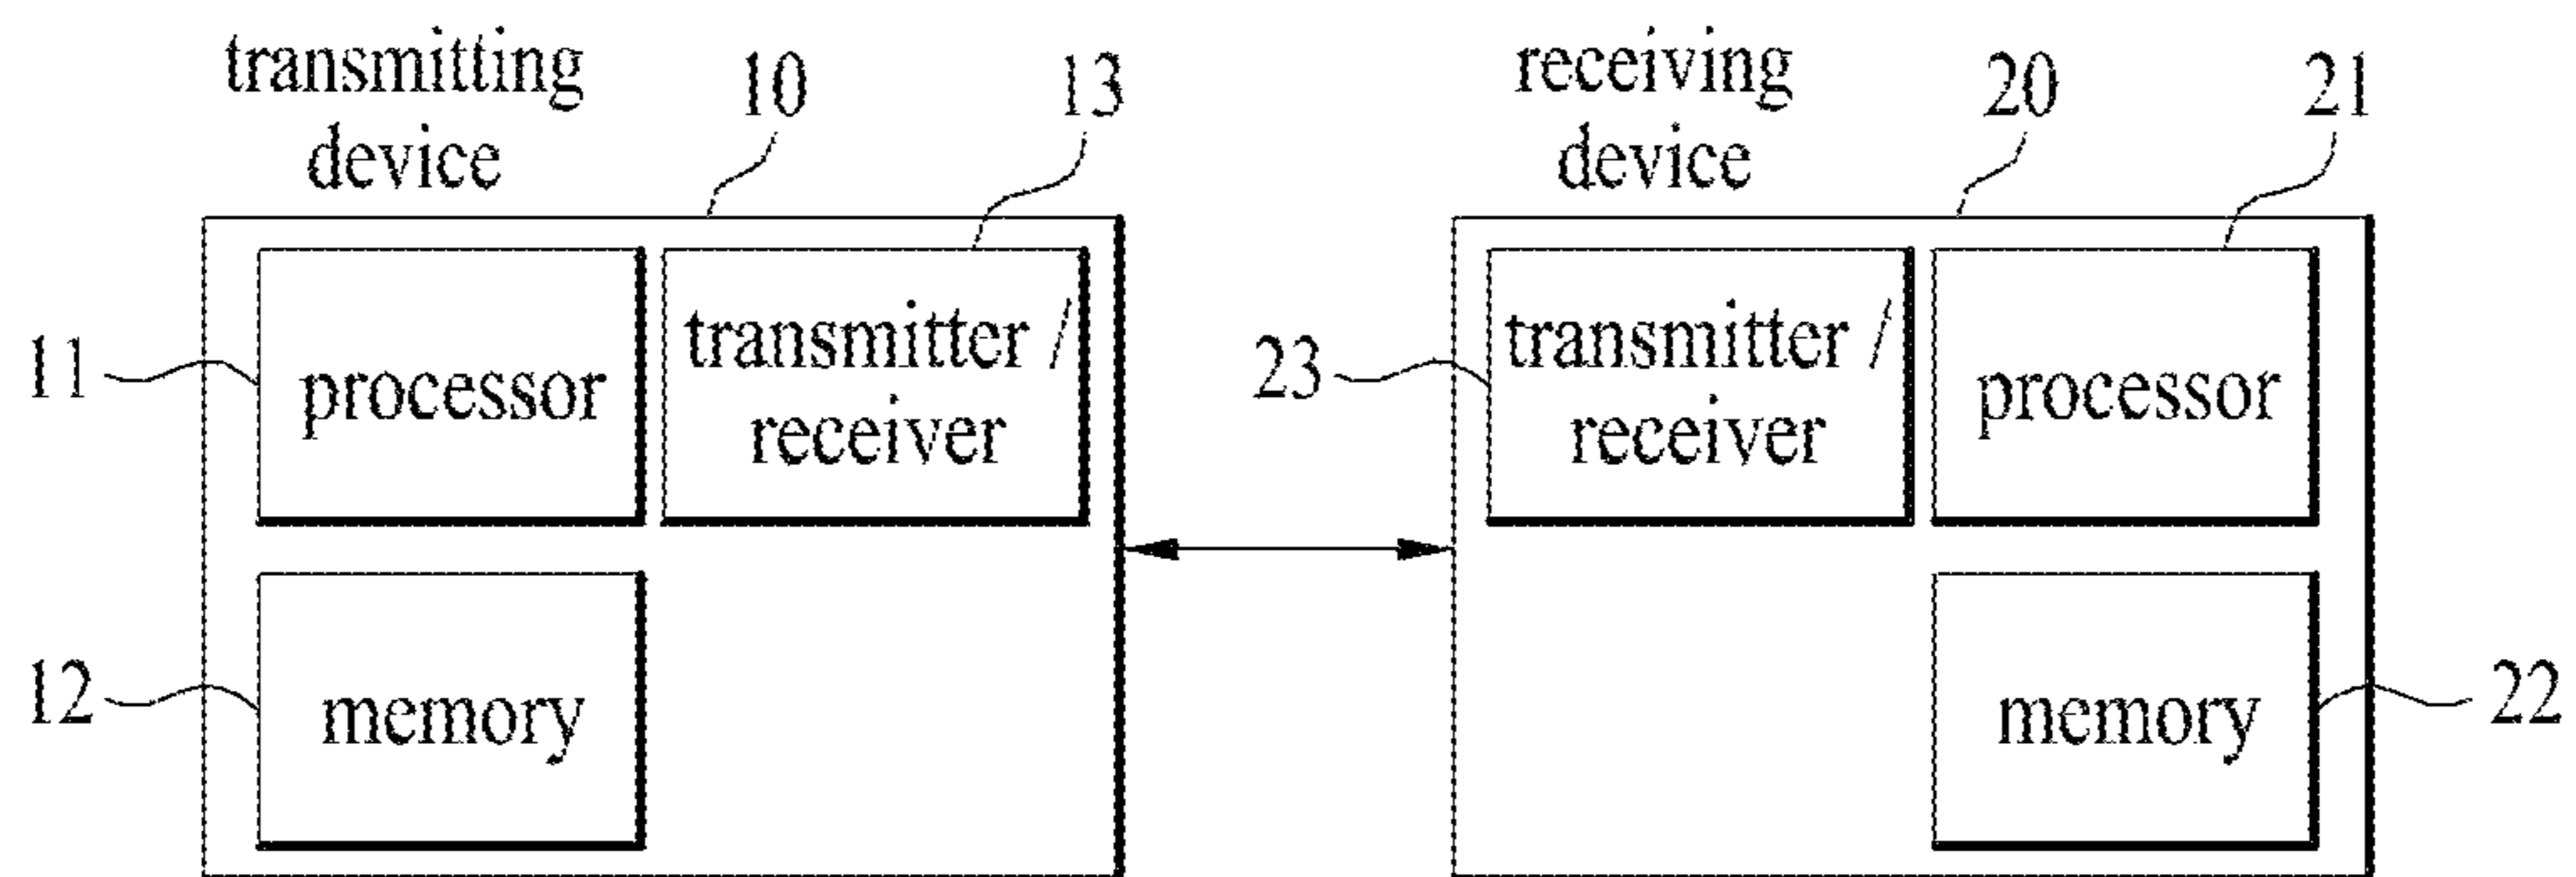 transmitting
device
10
13
receiving
device
20
21
11
processor
transmitter /
receiver
23
transmitter /
receiver
processor
12
memory
memory
22